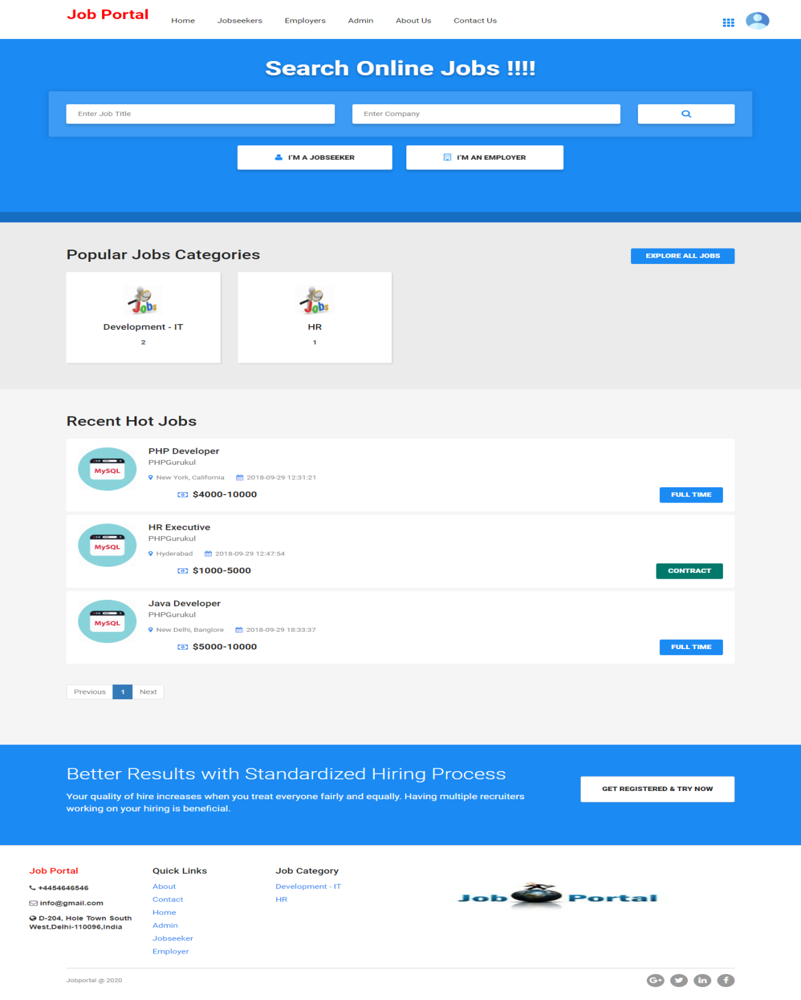 Job Portal
Home Jobseekers Employers Admin About Us Contact Us
Search Online Jobs !!!!
Enter Job Title Enter Company
I'M A JOBSEEKER I'M AN EMPLOYER
Popular Jobs Categories EXPLORE ALL JOBS
Jobs Jobs
Development - IT HR
2 1
Recent Hot Jobs
PHP Developer
PHPGurukul
MySQL
New York, California 2018-09-29 12:31:21
$4000-10000 FULL TIME
HR Executive
PHPGurukul
MySQL
Hyderabad 2018-09-29 12:47:54
$1000-5000 CONTRACT
Java Developer
PHPGurukul
MySQL
New Delhi, Banglore 2018-09-29 18:33:37
$5000-10000 FULL TIME
Previous 1 Next
Better Results with Standardized Hiring Process
Your quality of hire increases when you treat everyone fairly and equally. Having multiple recruiters
working on your hiring is beneficial.
GET REGISTERED & TRY NOW
Job Portal
+4454646546
info@gmail.com
D-204, Hole Town South
West,Delhi-110096,India
Quick Links
About
Contact
Home
Admin
Jobseeker
Employer
Job Category
Development - IT
HR
Job Portal
Jobportal @ 2020
G+ in f